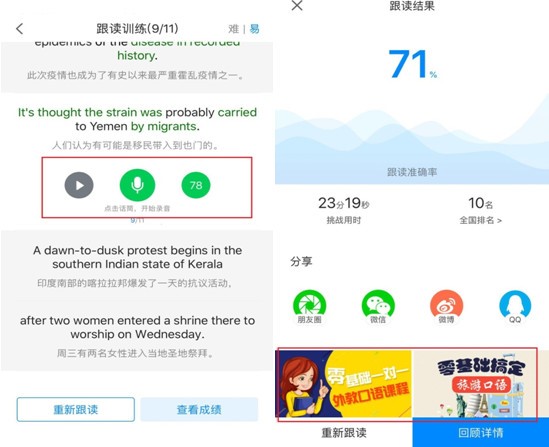 跟读训练(9/11)
难 | 易
epidemics of the disease in recorded
history.
此次疫情也成为了有史以来最严重霍乱疫情之一。
It's thought the strain was probably carried
to Yemen by migrants.
人们认为有可能是移民带入到也门的。
78
点击话筒，开始录音
9/11
A dawn-to-dusk protest begins in the
southern Indian state of Kerala
印度南部的喀拉拉邦爆发了一天的抗议活动，
after two women entered a shrine there to
worship on Wednesday.
周三有两名女性进入当地圣地祭拜。
重新跟读
查看成绩
跟读结果
71%
跟读准确率
23分19秒
挑战用时
10名
全国排名 >
分享
朋友圈
微信
微博
QQ
零基础一对一
外教口语课程
零基础搞定
旅游口语
重新跟读
回顾详情